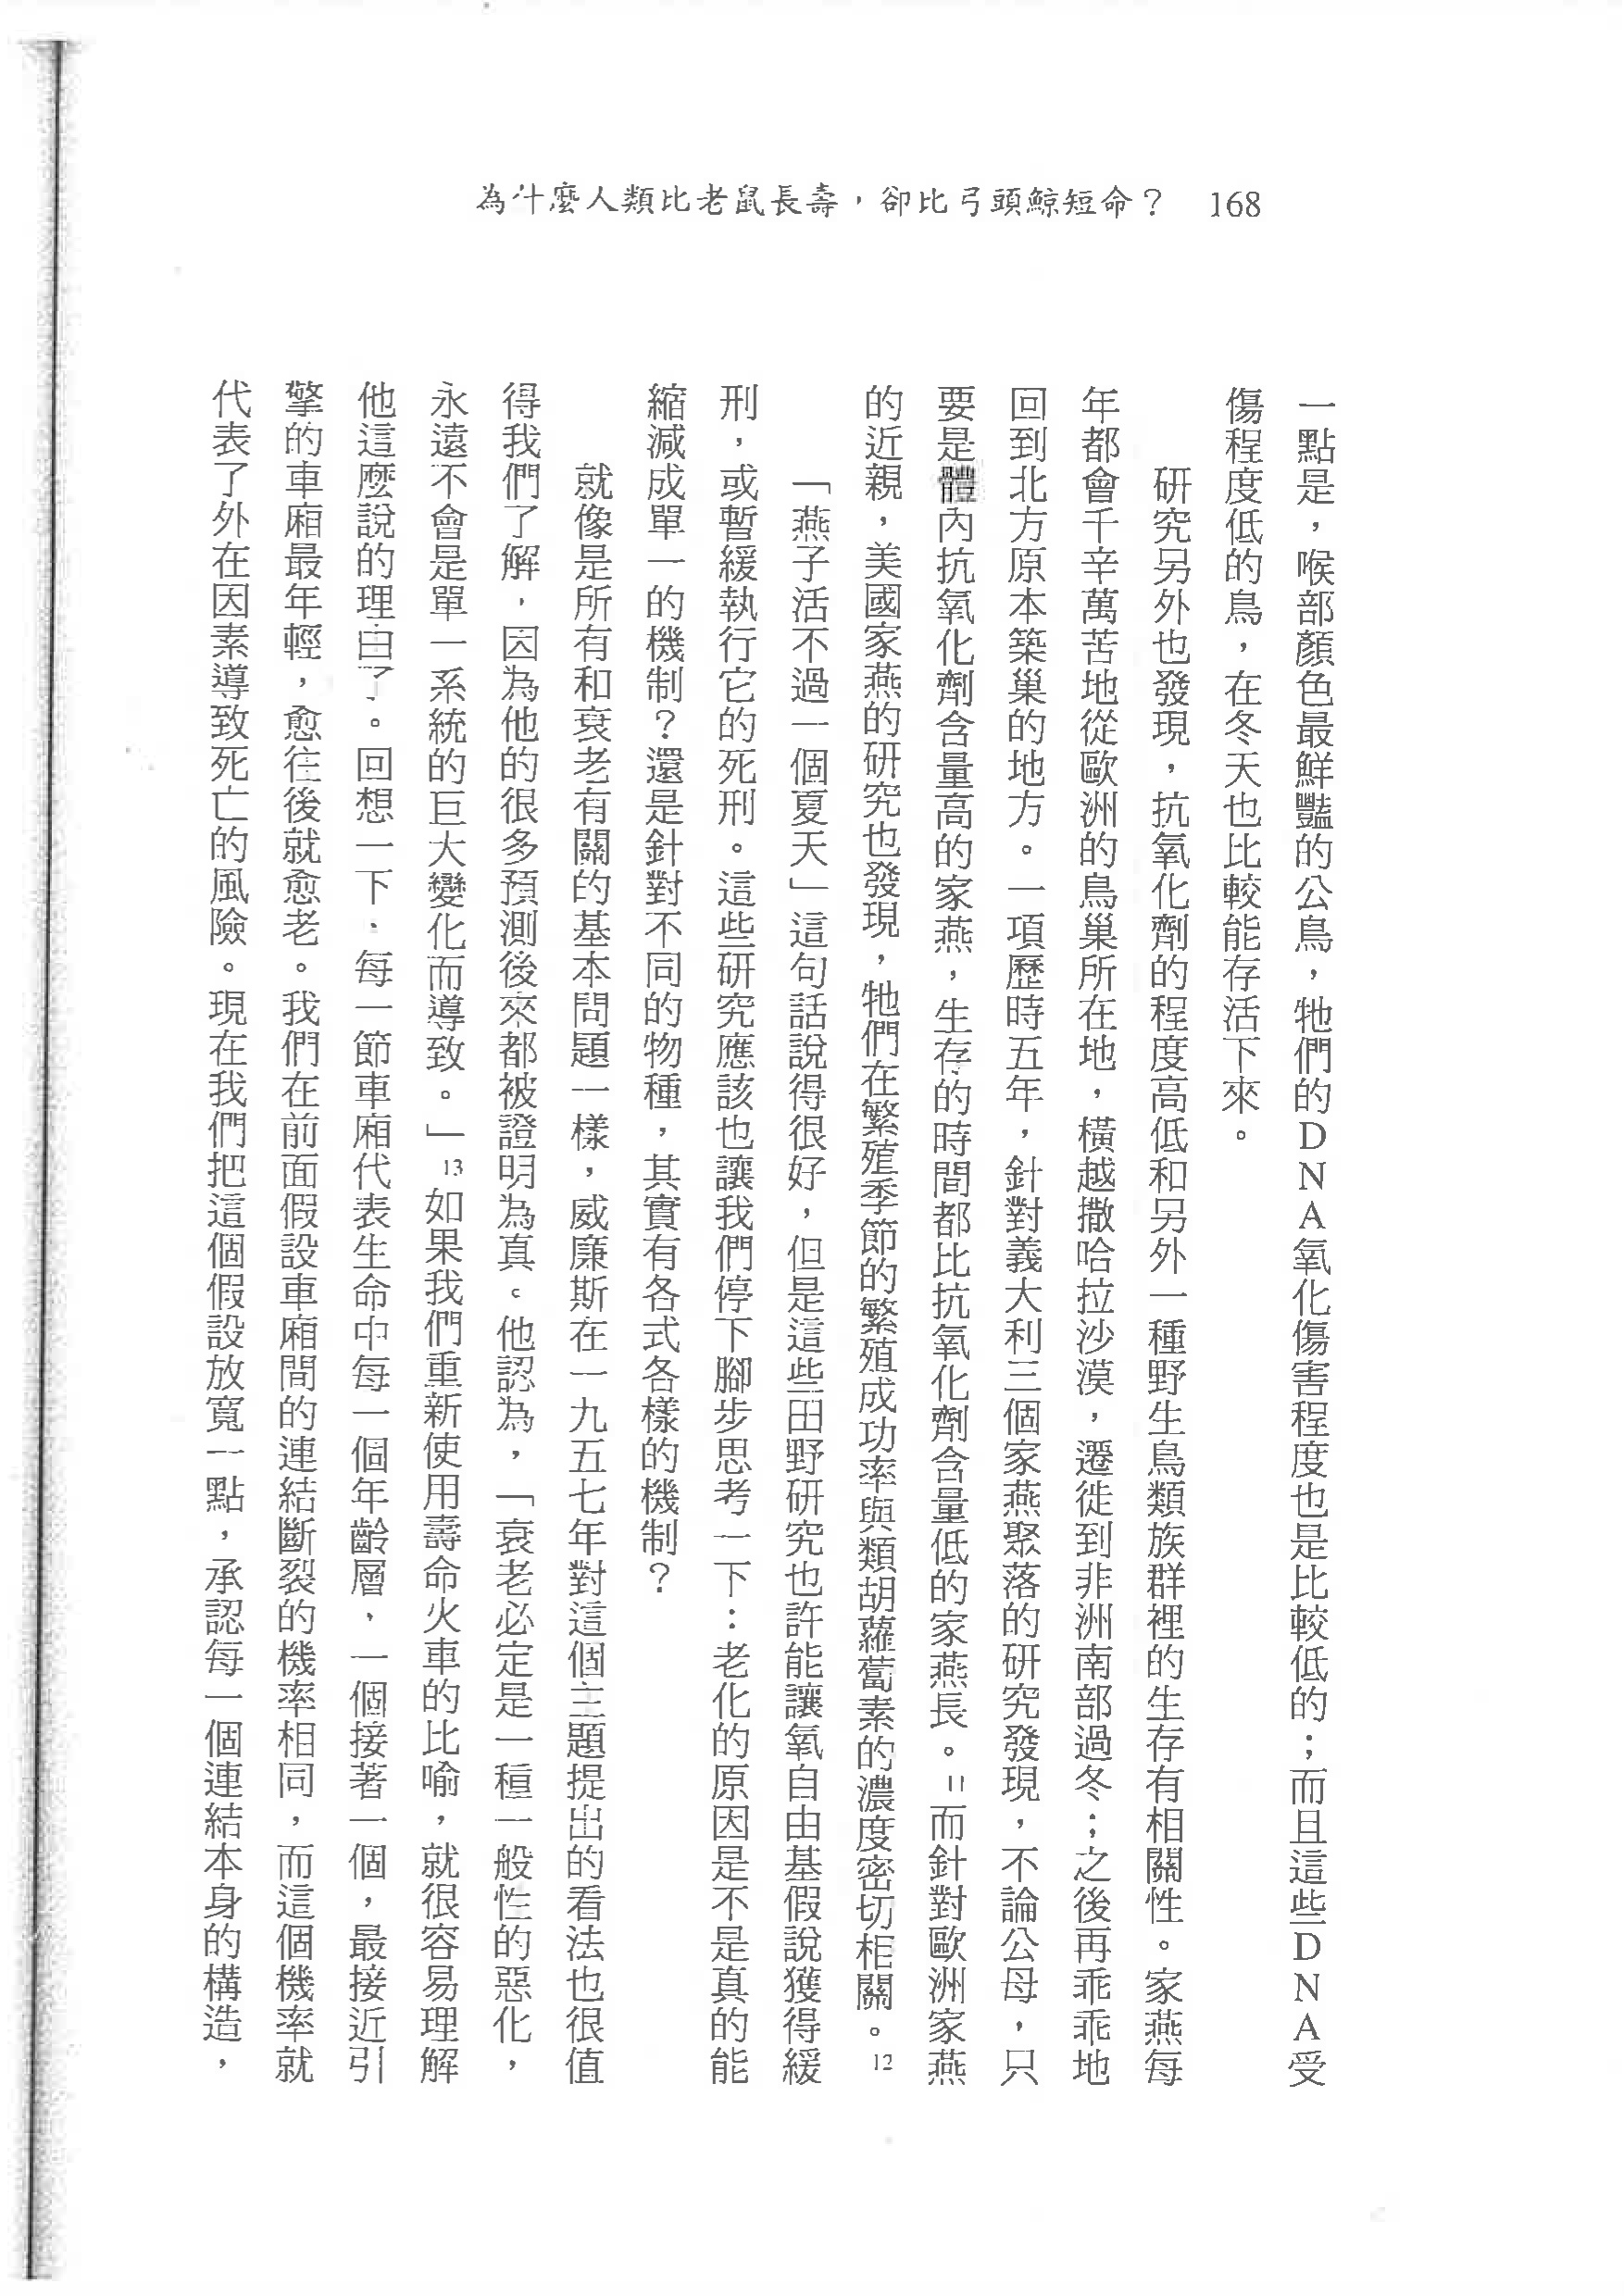 為什麼人類比老鼠長壽，卻比弓頭鯨短命？　168
一點是，喉部顏色最鮮豔的公鳥，牠們的DNA氧化傷害程度也是比較低的；而且這些DNA受
傷程度低的鳥，在冬天也比較能存活下來。
研究另外也發現，抗氧化劑的程度高低和另外一種野生鳥類族群裡的生存有相關性。家燕每
年都會千辛萬苦地從歐洲的鳥巢所在地，橫越撒哈拉沙漠，遷徙到非洲南部過冬；之後再乖乖地
回到北方原本築巢的地方。一項歷時五年，針對義大利三個家燕聚落的研究發現，不論公母，只
要是體內抗氧化劑含量高的家燕，生存的時間都比抗氧化劑含量低的家燕長。11而針對歐洲家燕
的近親，美國家燕的研究也發現，牠們在繁殖季節的繁殖成功率與類胡蘿蔔素的濃度密切相關。12
「燕子活不過一個夏天」這句話說得很好，但是這些田野研究也許能讓氧自由基假說獲得緩
刑，或暫緩執行它的死刑。這些研究應該也讓我們停下腳步思考一下：老化的原因是不是真的能
縮減成單一的機制？還是針對不同的物種，其實有各式各樣的機制？
就像是所有和衰老有關的基本問題一樣，威廉斯在一九五七年對這個主題提出的看法也很值
得我們了解，因為他的很多預測後來都被證明為真。他認為，「衰老必定是一種一般性的惡化，
永遠不會是單一系統的巨大變化而導致。」13如果我們重新使用壽命火車的比喻，就很容易理解
他這麼說的理由了。回想一下，每一節車廂代表生命中每一個年齡層，一個接著一個，最接近引
擎的車廂最年輕，愈往後就愈老。我們在前面假設車廂間的連結斷裂的機率相同，而這個機率就
代表了外在因素導致死亡的風險。現在我們把這個假設放寬一點，承認每一個連結本身的構造，